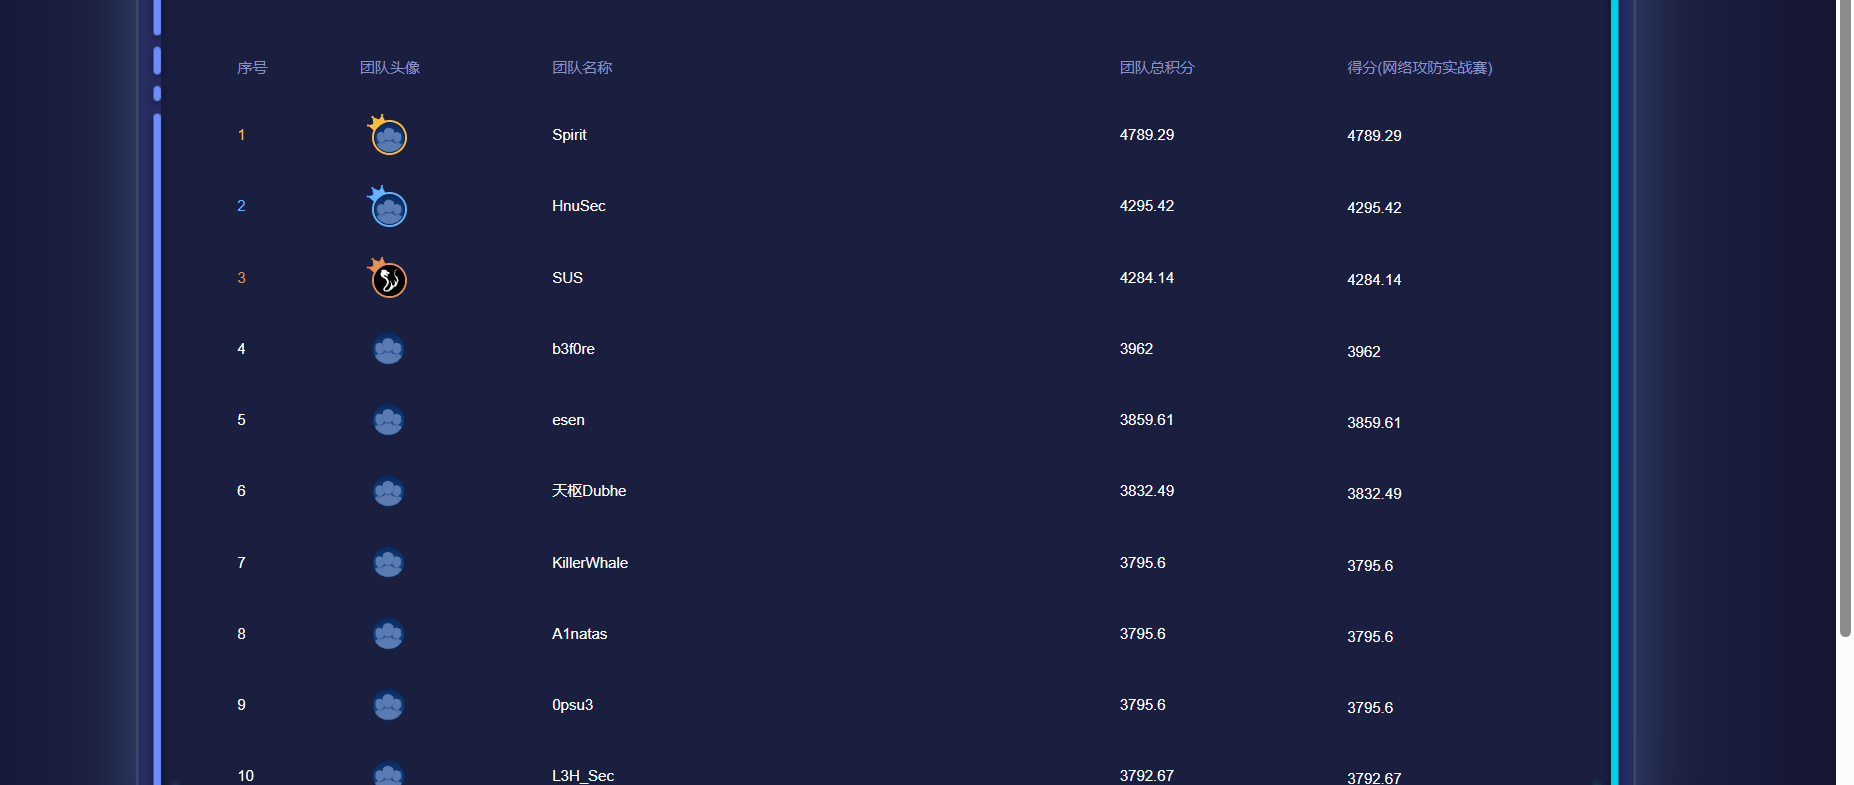 序号 团队头像 团队名称 团队总积分 得分(网络攻防实战赛)
1 Spirit 4789.29 4789.29
2 HnuSec 4295.42 4295.42
3 SUS 4284.14 4284.14
4 b3f0re 3962 3962
5 esen 3859.61 3859.61
6 天枢Dubhe 3832.49 3832.49
7 KillerWhale 3795.6 3795.6
8 A1natas 3795.6 3795.6
9 0psu3 3795.6 3795.6
10 L3H_Sec 3792.67 3792.67